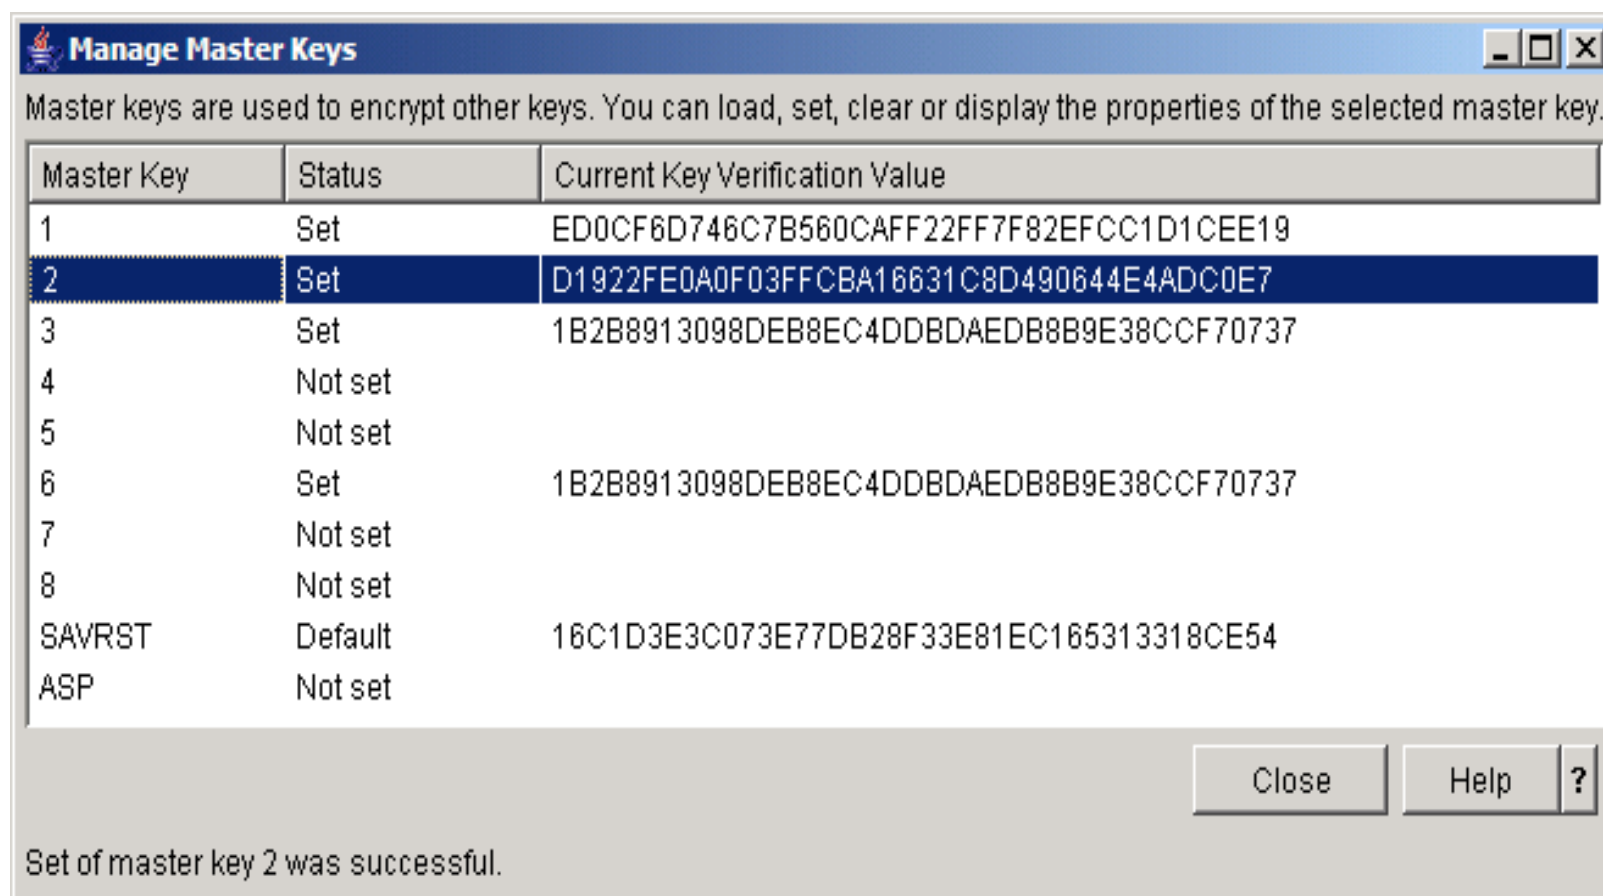 Manage Master Keys
Master keys are used to encrypt other keys. You can load, set, clear or display the properties of the selected master key.
Master Key Status Current Key Verification Value
1 Set ED0CF6D746C7B560CAFF22FF7F82EFCC1D1CEE19
2 Set D1922FE0A0F03FFCBA16631C8D490644E4ADC0E7
3 Set 1B2B8913098DEB8EC4DDBDAEDB8B9E38CCF70737
4 Not set
5 Not set
6 Set 1B2B8913098DEB8EC4DDBDAEDB8B9E38CCF70737
7 Not set
8 Not set
SAVRST Default 16C1D3E3C073E77DB28F33E81EC165313318CE54
ASP Not set
Close Help ?
Set of master key 2 was successful.